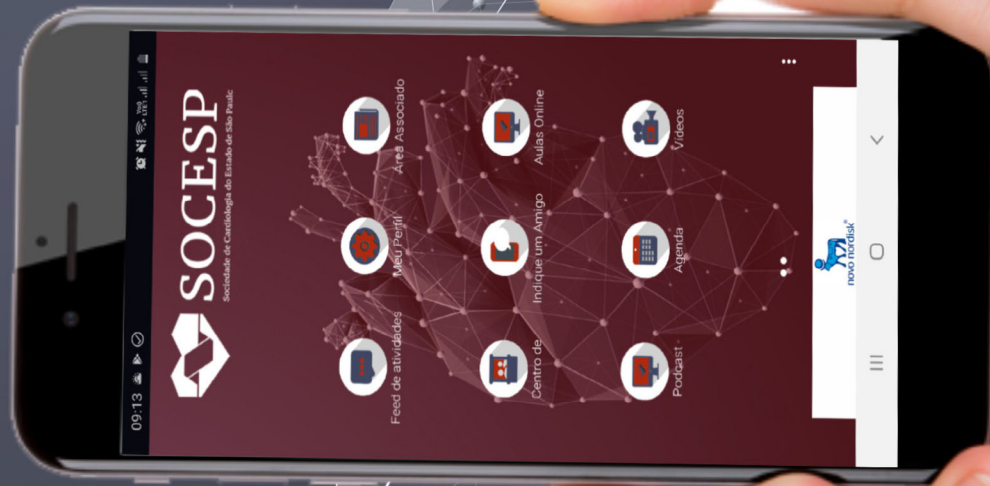 09:13
SOCESP
Sociedade de Cardiologia do Estado de São Paulo
Feed de atividades
Meu Perfil
Área Associado
Centro de
Indique um Amigo
Aulas Online
Podcast
Agenda
Vídeos
novo nordisk®